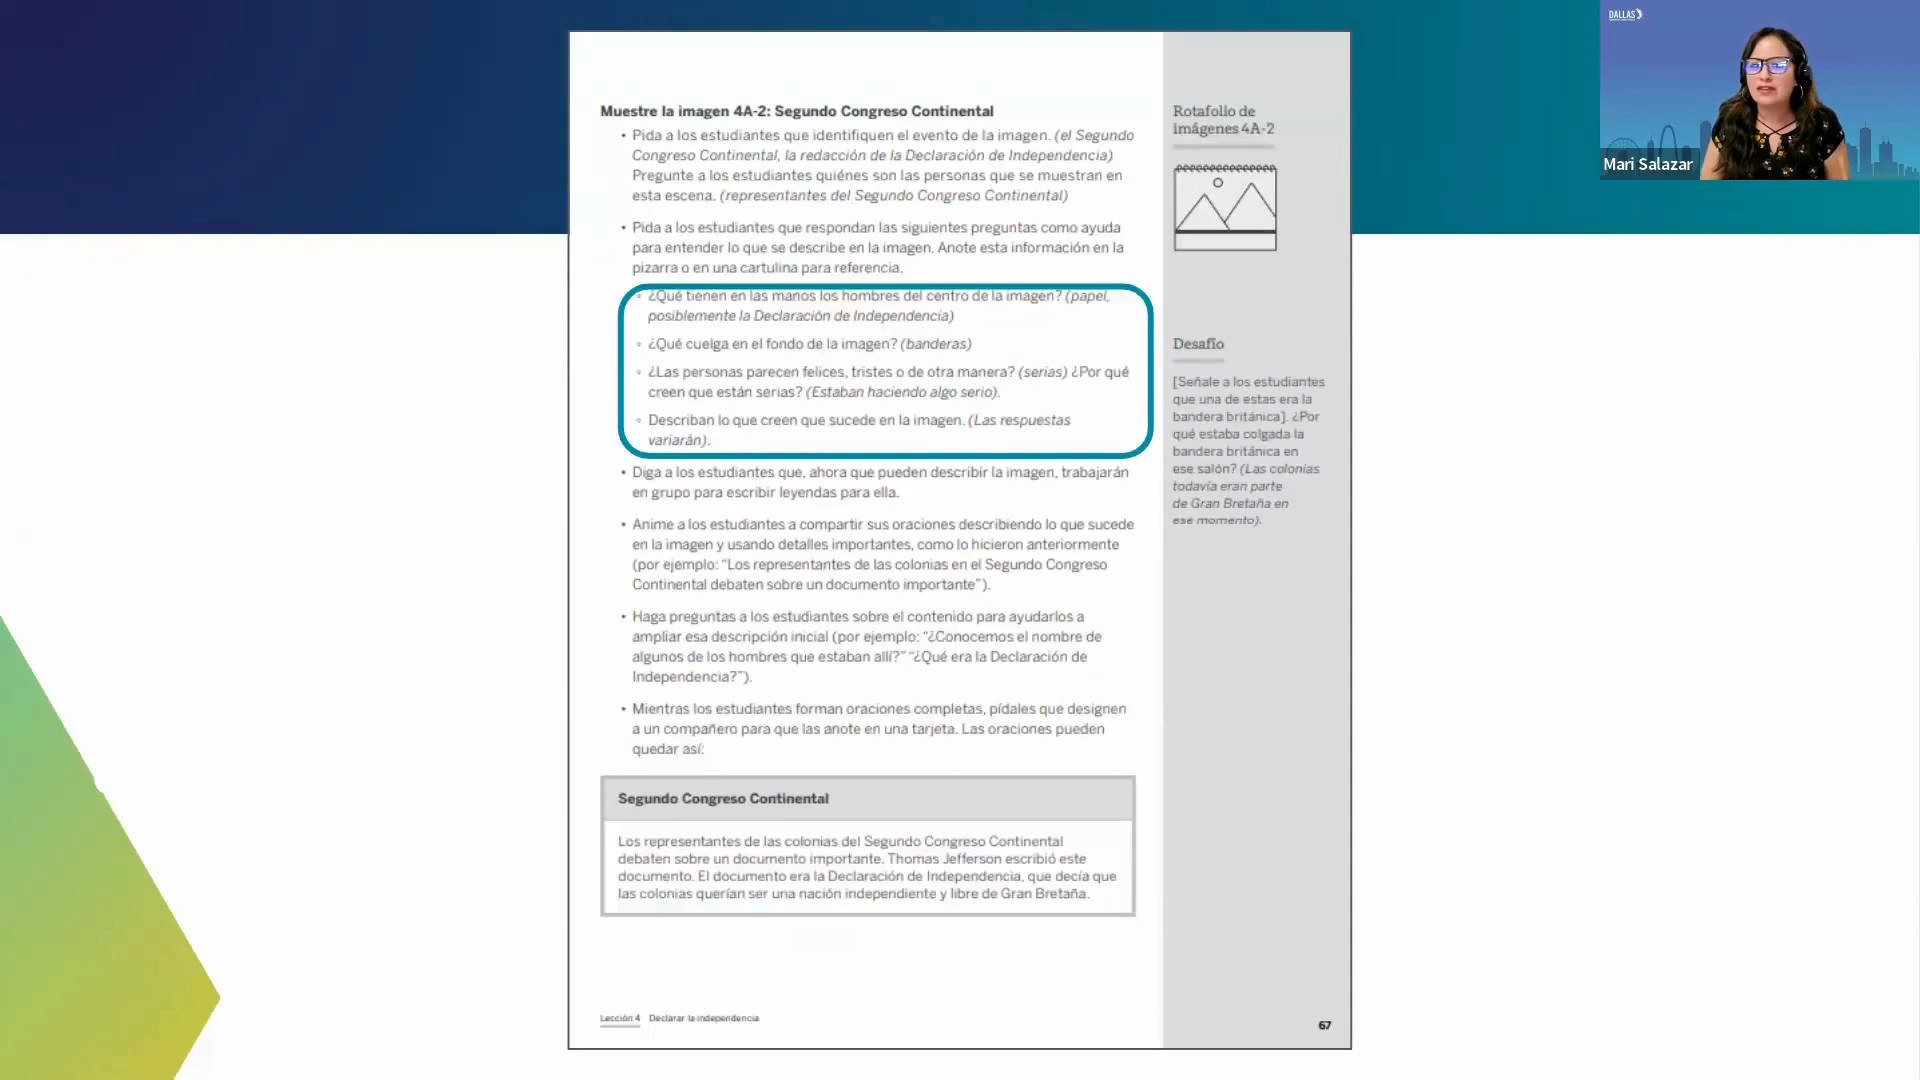 DALLAS
Mari Salazar
Muestre la imagen 4A-2: Segundo Congreso Continental
• Pida a los estudiantes que identifiquen el evento de la imagen. (el Segundo
Congreso Continental, la redacción de la Declaración de Independencia)
Pregunte a los estudiantes quiénes son las personas que se muestran en
esta escena. (representantes del Segundo Congreso Continental)
• Pida a los estudiantes que respondan las siguientes preguntas como ayuda
para entender lo que se describe en la imagen. Anote esta información en la
pizarra o en una cartulina para referencia.
◦ ¿Qué tienen en las manos los hombres del centro de la imagen? (papel,
posiblemente la Declaración de Independencia)
◦ ¿Qué cuelga en el fondo de la imagen? (banderas)
◦ ¿Las personas parecen felices, tristes o de otra manera? (serias) ¿Por qué
creen que están serias? (Estaban haciendo algo serio).
◦ Describan lo que creen que sucede en la imagen. (Las respuestas
variarán).
• Diga a los estudiantes que, ahora que pueden describir la imagen, trabajarán
en grupo para escribir leyendas para ella.
• Anime a los estudiantes a compartir sus oraciones describiendo lo que sucede
en la imagen y usando detalles importantes, como lo hicieron anteriormente
(por ejemplo: “Los representantes de las colonias en el Segundo Congreso
Continental debaten sobre un documento importante”).
• Haga preguntas a los estudiantes sobre el contenido para ayudarlos a
ampliar esa descripción inicial (por ejemplo: “¿Conocemos el nombre de
algunos de los hombres que estaban allí?” “¿Qué era la Declaración de
Independencia?”).
• Mientras los estudiantes forman oraciones completas, pídales que designen
a un compañero para que las anote en una tarjeta. Las oraciones pueden
quedar así:
Segundo Congreso Continental
Los representantes de las colonias del Segundo Congreso Continental
debaten sobre un documento importante. Thomas Jefferson escribió este
documento. El documento era la Declaración de Independencia, que decía que
las colonias querían ser una nación independiente y libre de Gran Bretaña.
Rotafolio de
imágenes 4A-2
Desafío
[Señale a los estudiantes
que una de estas era la
bandera británica]. ¿Por
qué estaba colgada la
bandera británica en
ese salón? (Las colonias
todavía eran parte
de Gran Bretaña en
ese momento).
Lección 4 Declarar la independencia
67